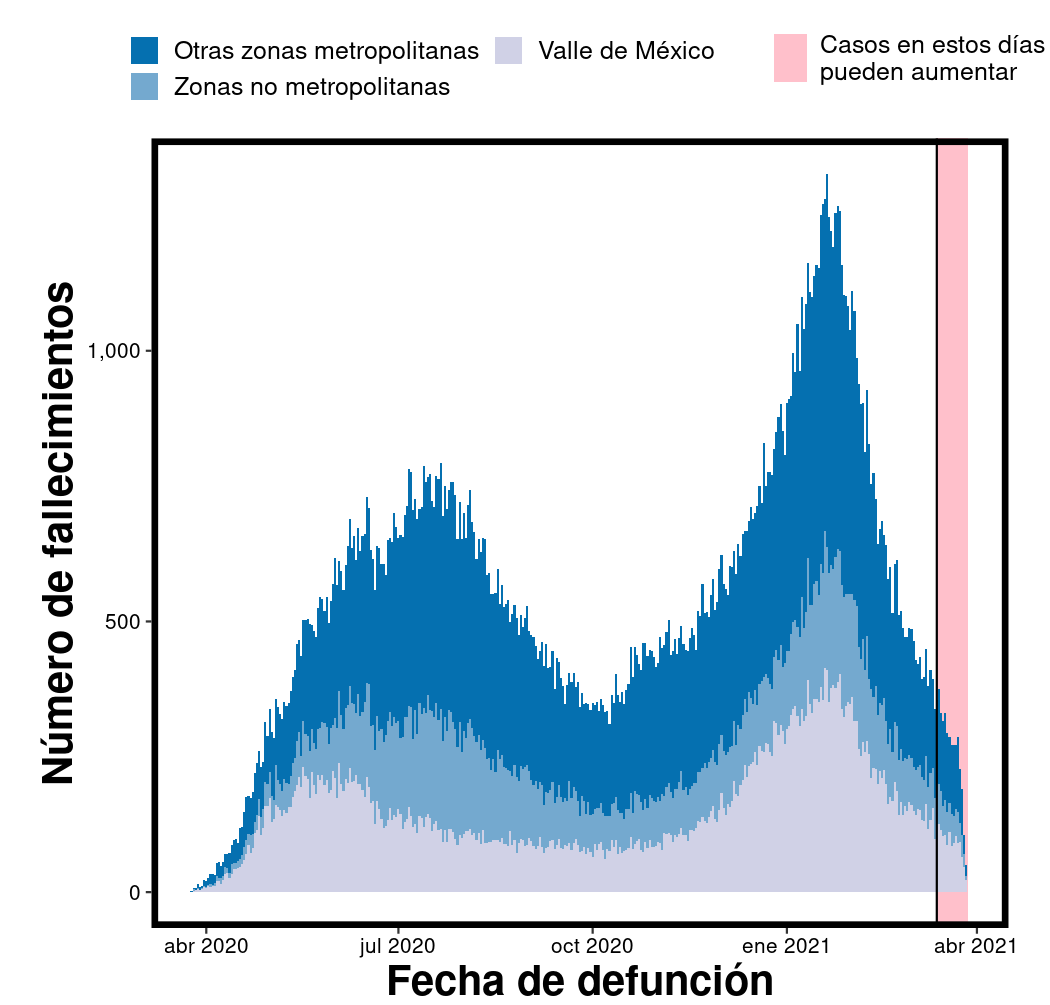 Otras zonas metropolitanas
Valle de México
Zonas no metropolitanas
Casos en estos días
pueden aumentar
Número de fallecimientos
1,000
500
0
abr 2020
jul 2020
oct 2020
ene 2021
abr 2021
Fecha de defunción